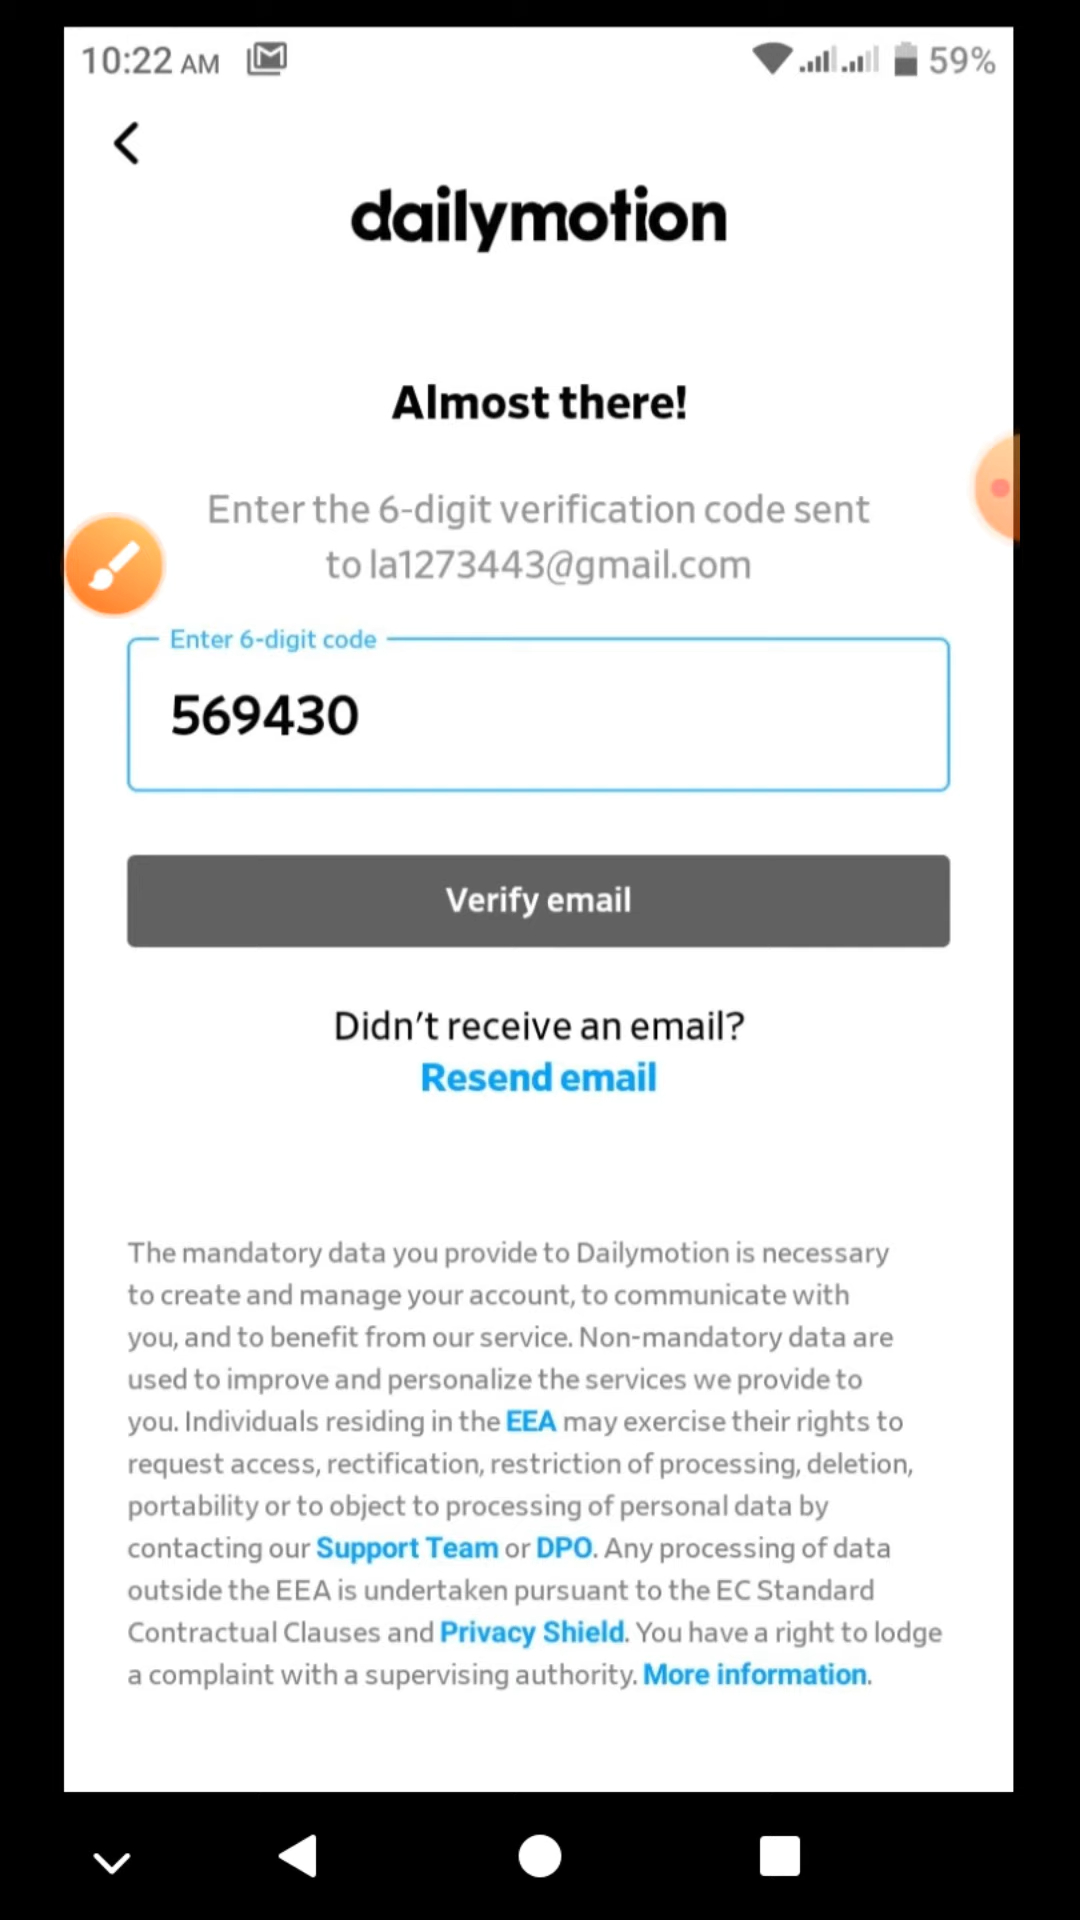 10:22 AM 59%
dailymotion
Almost there!
Enter the 6-digit verification code sent
to la1273443@gmail.com
Enter 6-digit code
569430
Verify email
Didn't receive an email?
Resend email
The mandatory data you provide to Dailymotion is necessary
to create and manage your account, to communicate with
you, and to benefit from our service. Non-mandatory data are
used to improve and personalize the services we provide to
you. Individuals residing in the EEA may exercise their rights to
request access, rectification, restriction of processing, deletion,
portability or to object to processing of personal data by
contacting our Support Team or DPO. Any processing of data
outside the EEA is undertaken pursuant to the EC Standard
Contractual Clauses and Privacy Shield. You have a right to lodge
a complaint with a supervising authority. More information.